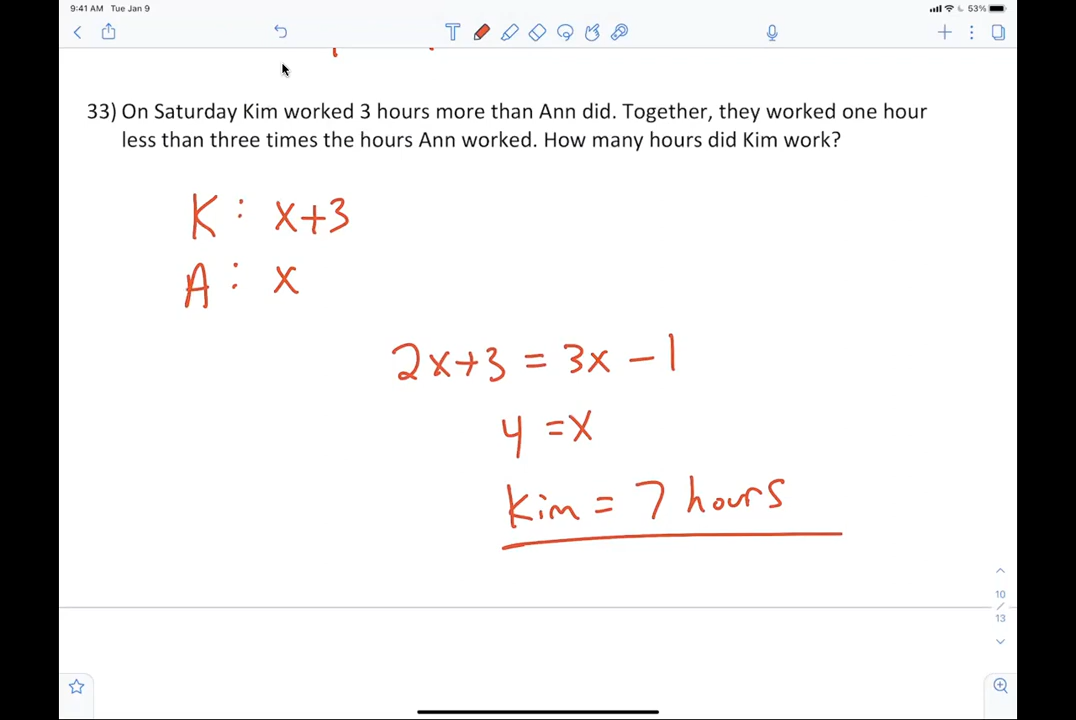 9:41 AM Tue Jan 9
53%
T
33) On Saturday Kim worked 3 hours more than Ann did. Together, they worked one hour
less than three times the hours Ann worked. How many hours did Kim work?
K : x+3
A : x
2x+3 = 3x - 1
4 = x
Kim = 7 hours
10
/
13